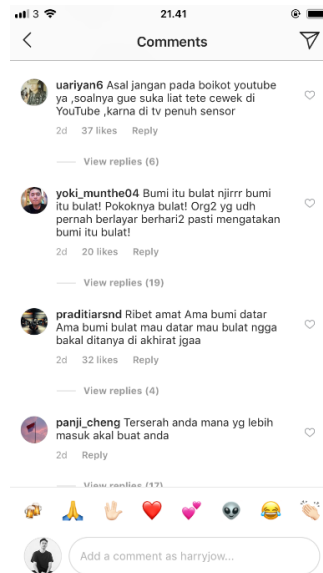 3 21.41
Comments
uariyan6 Asal jangan pada boikot youtube
ya ,soalnya gue suka liat tete cewek di
YouTube ,karna di tv penuh sensor
2d 37 likes Reply
View replies (6)
yoki_munthe04 Bumi itu bulat njirrr bumi
itu bulat! Pokoknya bulat! Org2 yg udh
pernah berlayar berhari2 pasti mengatakan
bumi itu bulat!
2d 20 likes Reply
View replies (19)
praditiarsnd Ribet amat Ama bumi datar
Ama bumi bulat mau datar mau bulat ngga
bakal ditanya di akhirat jgaa
2d 32 likes Reply
View replies (4)
panji_cheng Terserah anda mana yg lebih
masuk akal buat anda
2d Reply
View replies (17)
Add a comment as harryjow...